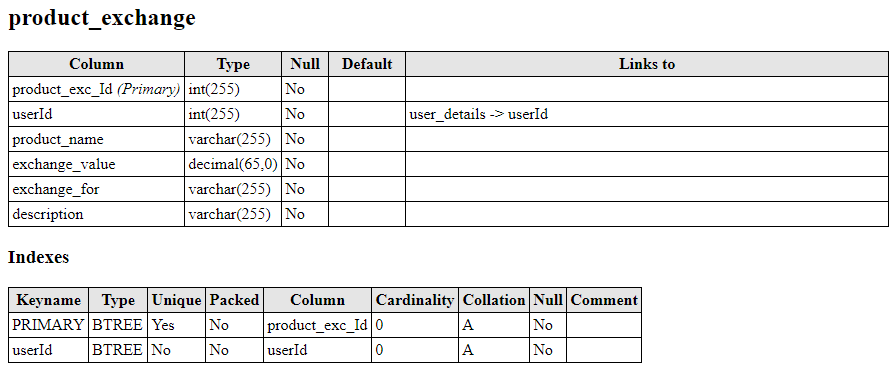 product_exchange
Column Type Null Default Links to
product_exc_Id (Primary) int(255) No
userId int(255) No user_details -> userId
product_name varchar(255) No
exchange_value decimal(65,0) No
exchange_for varchar(255) No
description varchar(255) No
Indexes
Keyname Type Unique Packed Column Cardinality Collation Null Comment
PRIMARY BTREE Yes No product_exc_Id 0 A No
userId BTREE No No userId 0 A No